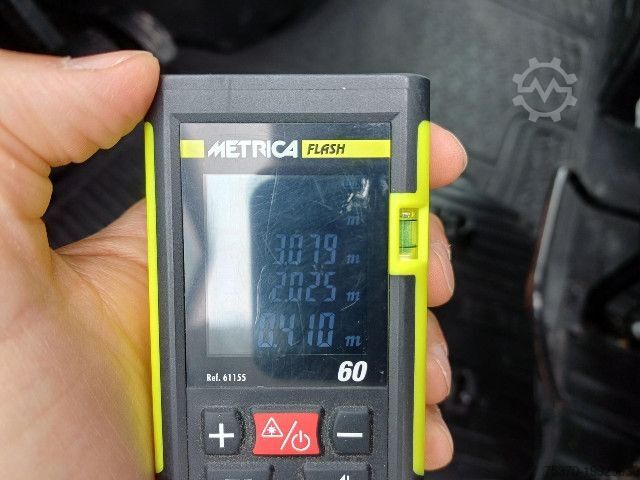 METRICA FLASH
m
3.079 m
2.025 m
0.410 m
Ref. 61155
60
+
−